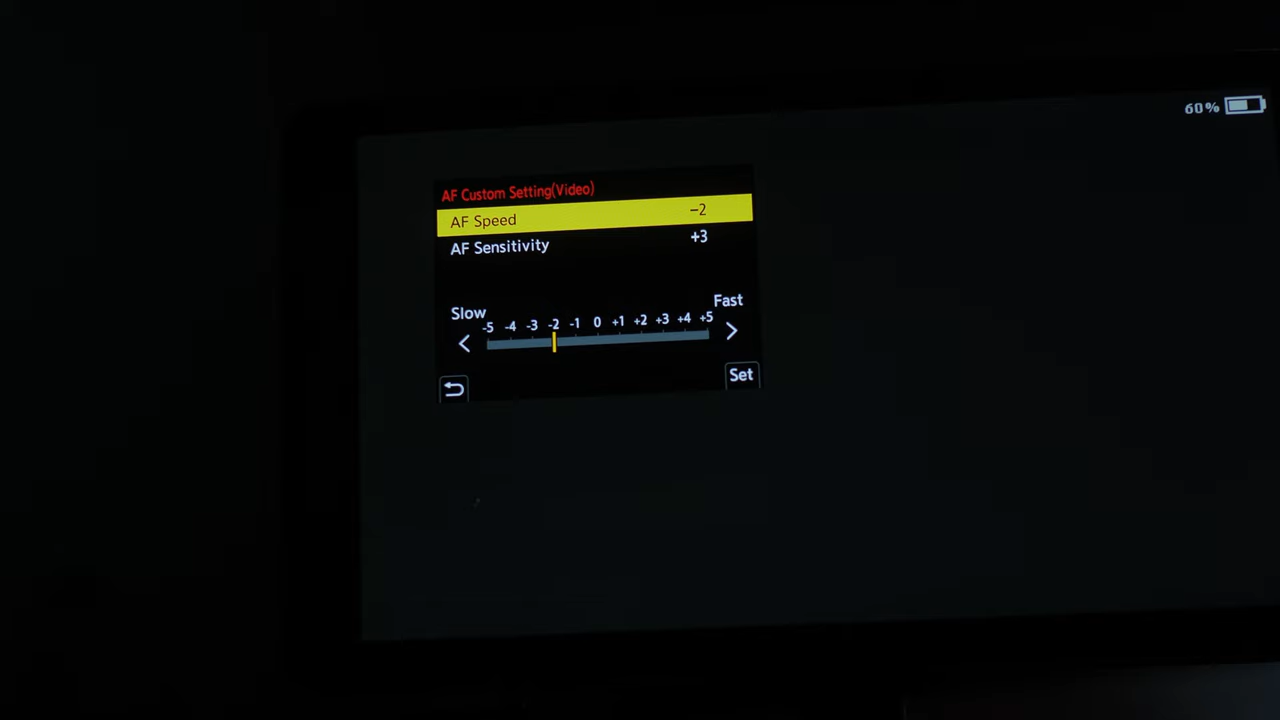 60%
AF Custom Setting(Video)
AF Speed -2
AF Sensitivity +3
Slow Fast
-5 -4 -3 -2 -1 0 +1 +2 +3 +4 +5
Set